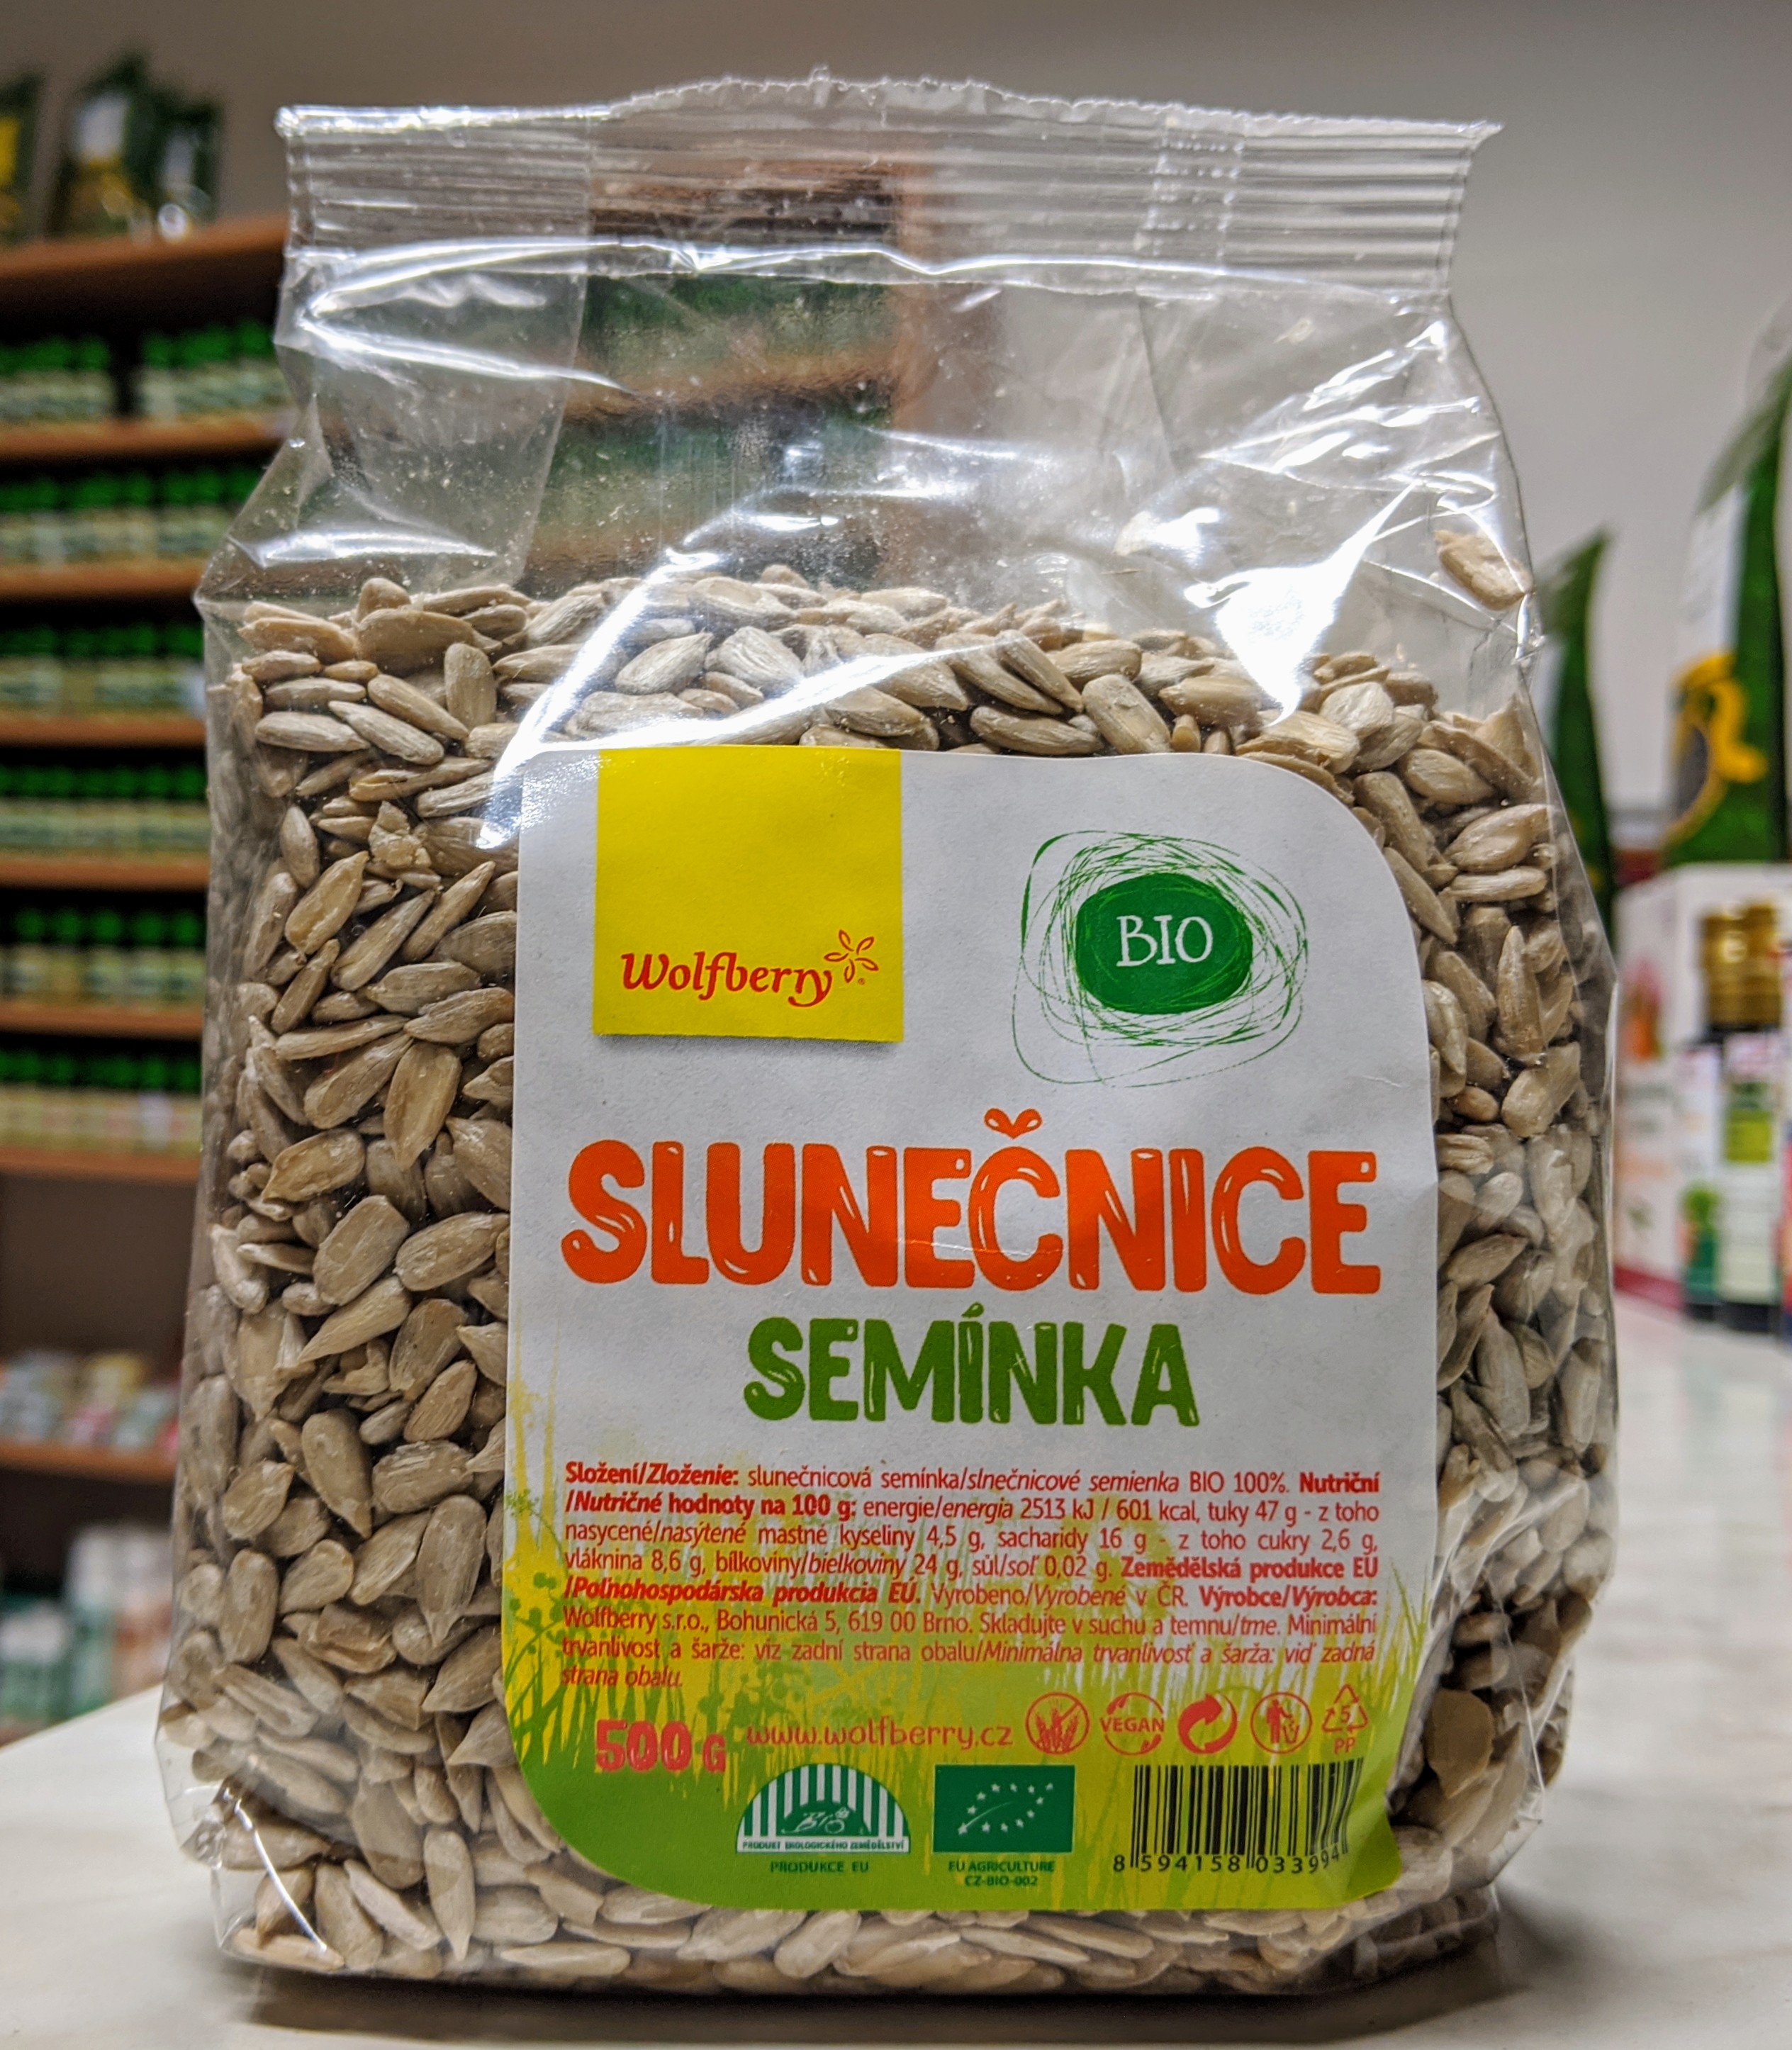 Wolfberry
BIO
SLUNEČNICE
SEMÍNKA
Složení/Zloženie: slunečnicová semínka/slnečnicové semienka BIO 100%. Nutriční
/Nutričné hodnoty na 100 g: energie/energia 2513 kJ / 601 kcal, tuky 47 g - z toho
nasycené/nasýtené mastné kyseliny 4,5 g, sacharidy 16 g - z toho cukry 2,6 g,
vláknina 8,6 g, bílkoviny/bielkoviny 24 g, sůl/soľ 0,02 g. Zemědělská produkce EU
/Poľnohospodárska produkcia EÚ. Vyrobeno/Vyrobené v ČR. Výrobce/Výrobca:
Wolfberry s.r.o., Bohunická 5, 619 00 Brno. Skladujte v suchu a temnu/tme. Minimální
trvanlivost a šarže: viz zadní strana obalu/Minimálna trvanlivosť a šarža: viď zadná
strana obalu.
500 G www.wolfberry.cz VEGAN 5
PP
Bio
PRODUKT EKOLOGICKÉHO ZEMĚDĚLSTVÍ
PRODUKCE EU
EU AGRICULTURE
CZ-BIO-002
8 594158 033994